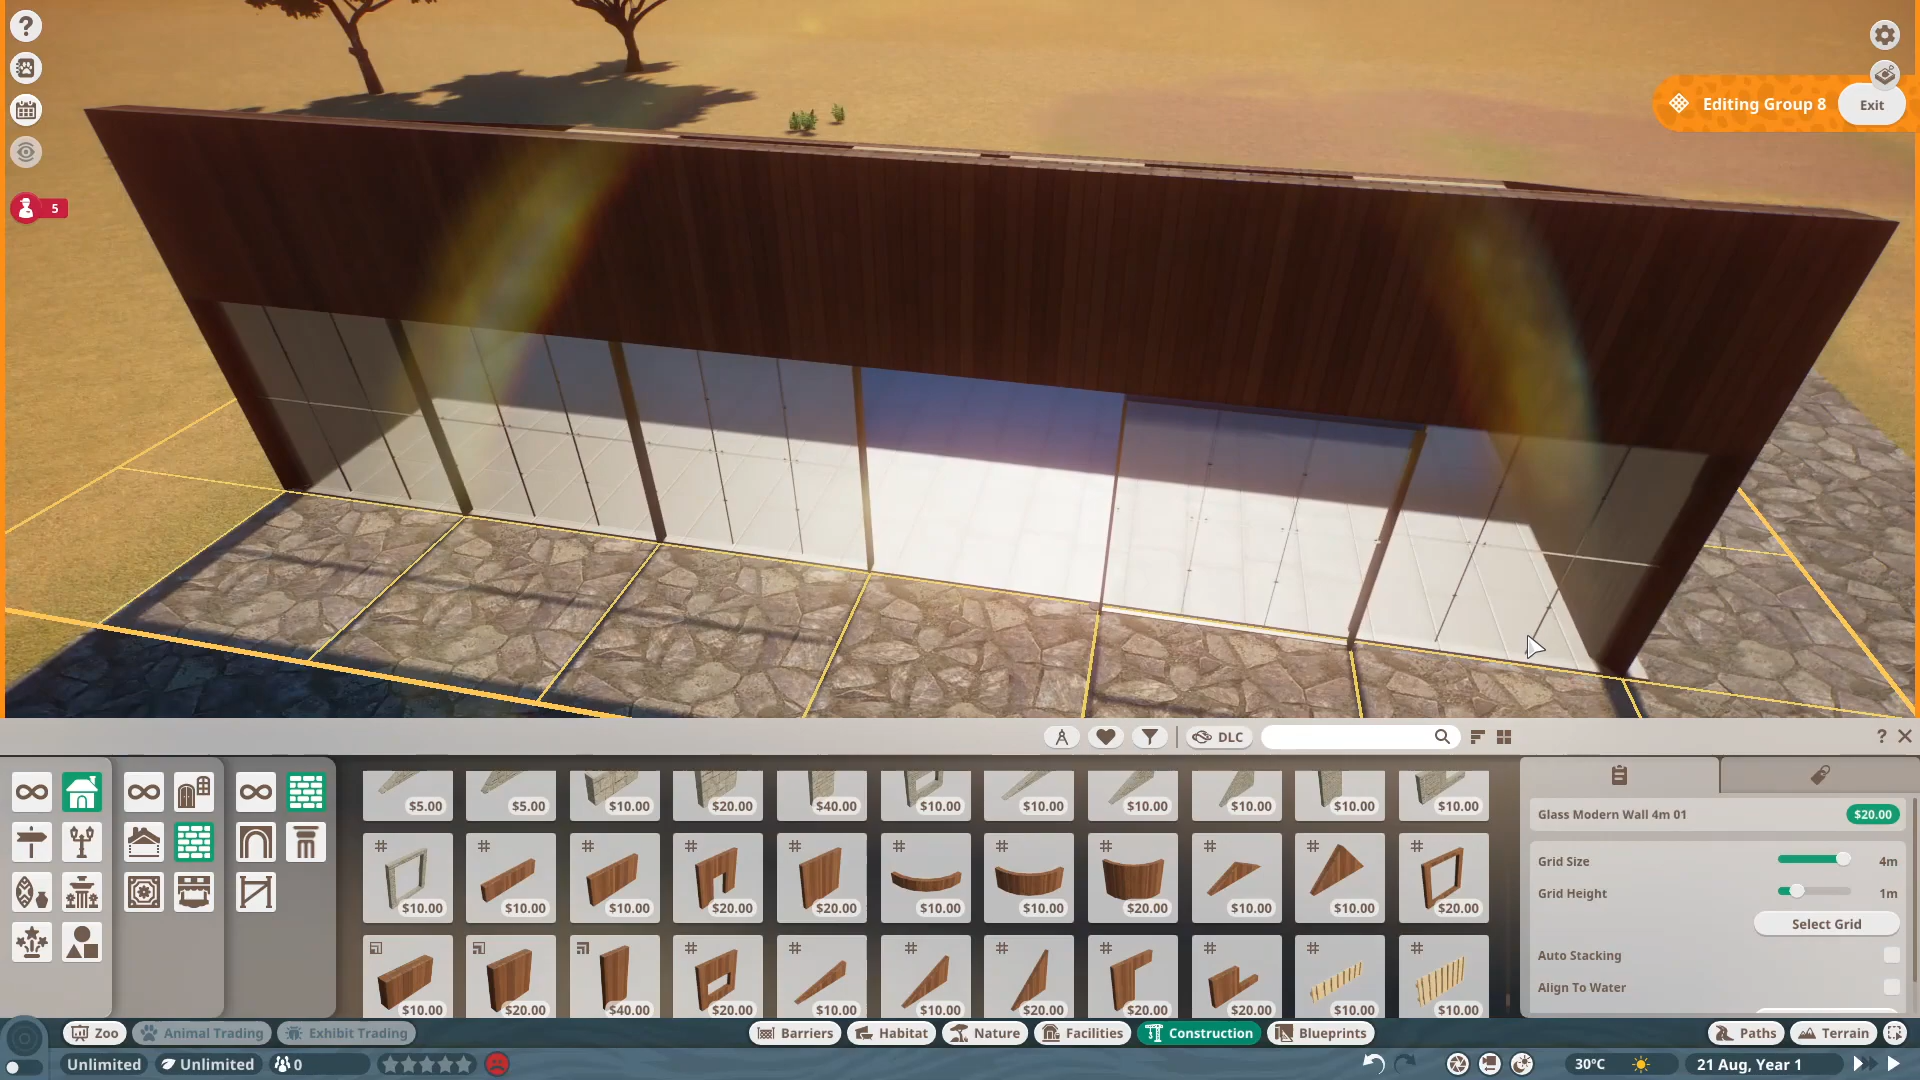 ?
Editing Group 8
Exit
5
DLC
?
$5.00 $5.00 $10.00 $20.00 $40.00 $10.00 $10.00 $10.00 $10.00 $10.00 $10.00
$10.00 $10.00 $10.00 $20.00 $20.00 $10.00 $10.00 $20.00 $10.00 $10.00 $20.00
$10.00 $20.00 $40.00 $20.00 $10.00 $10.00 $20.00 $20.00 $20.00 $10.00 $10.00
Glass Modern Wall 4m 01 $20.00
Grid Size 4m
Grid Height 1m
Select Grid
Auto Stacking
Align To Water
Zoo Animal Trading Exhibit Trading Barriers Habitat Nature Facilities Construction Blueprints Paths Terrain
Unlimited Unlimited 0 30°C 21 Aug, Year 1